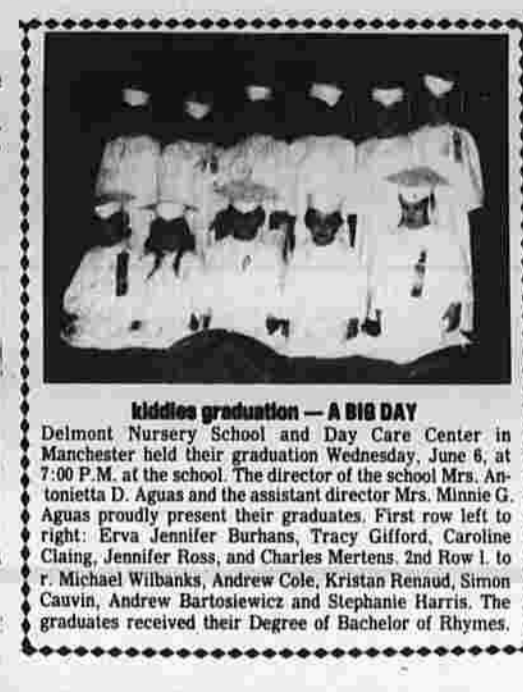 kiddies graduation — A BIG DAY
Delmont Nursery School and Day Care Center in
Manchester held their graduation Wednesday, June 6, at
7:00 P.M. at the school. The director of the school Mrs. An-
tonietta D. Aguas and the assistant director Mrs. Minnie G.
Aguas proudly present their graduates. First row left to
right: Erva Jennifer Burhans, Tracy Gifford, Caroline
Claing, Jennifer Ross, and Charles Mertens. 2nd Row l. to
r. Michael Wilbanks, Andrew Cole, Kristan Renaud, Simon
Cauvin, Andrew Bartosiewicz and Stephanie Harris. The
graduates received their Degree of Bachelor of Rhymes.